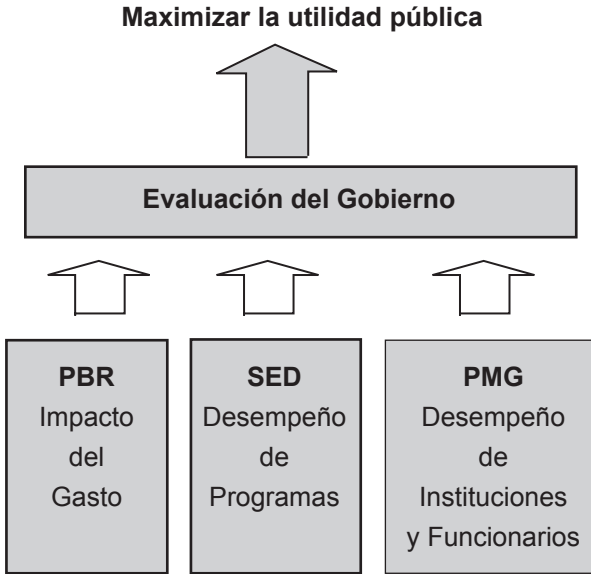 Maximizar la utilidad pública
Evaluación del Gobierno
PBR
Impacto
del
Gasto
SED
Desempeño
de
Programas
PMG
Desempeño
de
Instituciones
y Funcionarios